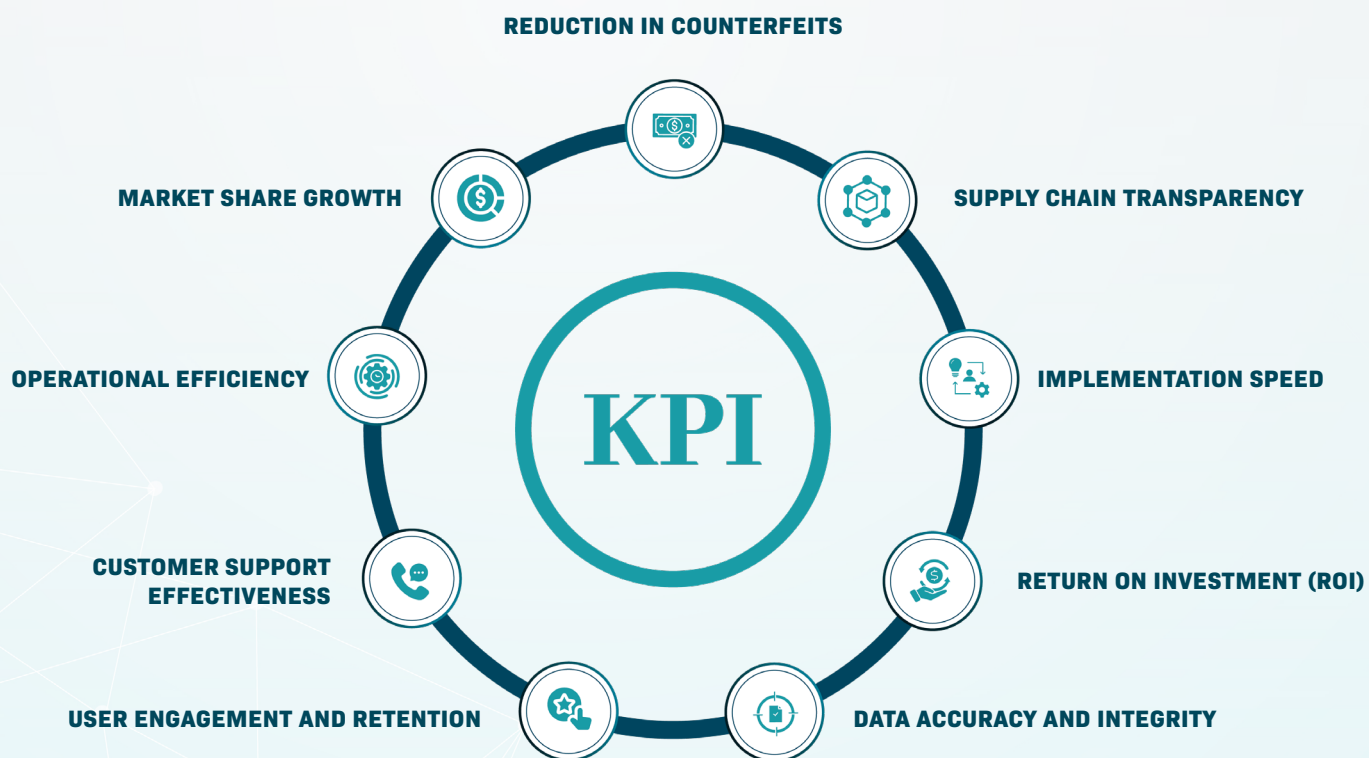 REDUCTION IN COUNTERFEITS
MARKET SHARE GROWTH
SUPPLY CHAIN TRANSPARENCY
OPERATIONAL EFFICIENCY
IMPLEMENTATION SPEED
KPI
CUSTOMER SUPPORT
EFFECTIVENESS
RETURN ON INVESTMENT (ROI)
USER ENGAGEMENT AND RETENTION
DATA ACCURACY AND INTEGRITY